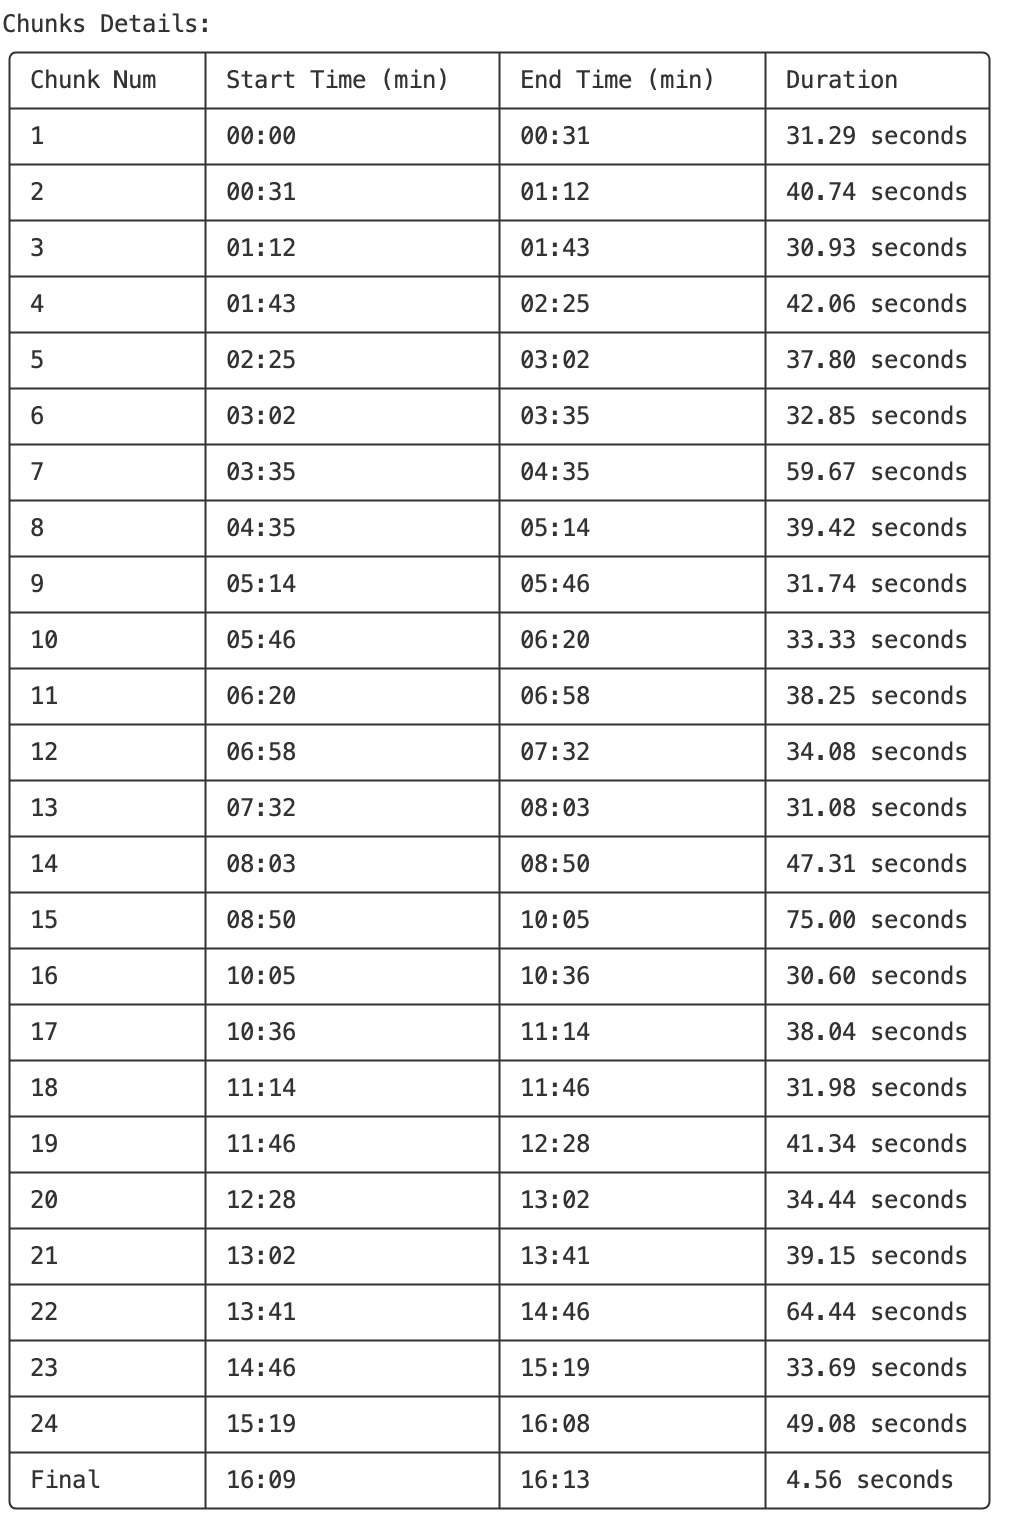 Chunks Details:
Chunk Num Start Time (min) End Time (min) Duration
1 00:00 00:31 31.29 seconds
2 00:31 01:12 40.74 seconds
3 01:12 01:43 30.93 seconds
4 01:43 02:25 42.06 seconds
5 02:25 03:02 37.80 seconds
6 03:02 03:35 32.85 seconds
7 03:35 04:35 59.67 seconds
8 04:35 05:14 39.42 seconds
9 05:14 05:46 31.74 seconds
10 05:46 06:20 33.33 seconds
11 06:20 06:58 38.25 seconds
12 06:58 07:32 34.08 seconds
13 07:32 08:03 31.08 seconds
14 08:03 08:50 47.31 seconds
15 08:50 10:05 75.00 seconds
16 10:05 10:36 30.60 seconds
17 10:36 11:14 38.04 seconds
18 11:14 11:46 31.98 seconds
19 11:46 12:28 41.34 seconds
20 12:28 13:02 34.44 seconds
21 13:02 13:41 39.15 seconds
22 13:41 14:46 64.44 seconds
23 14:46 15:19 33.69 seconds
24 15:19 16:08 49.08 seconds
Final 16:09 16:13 4.56 seconds